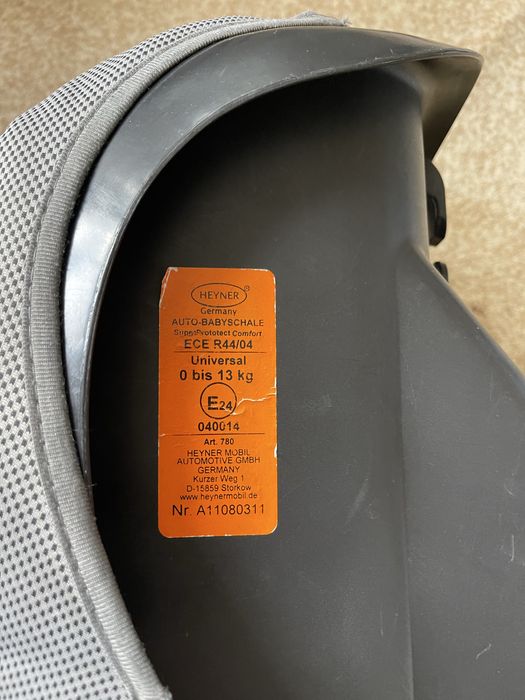 HEYNER®
Germany
AUTO-BABYSCHALE
SuperPrototect Comfort
ECE R44/04
Universal
0 bis 13 kg
E24
040014
Art. 780
HEYNER MOBIL
AUTOMOTIVE GMBH
GERMANY
Kurzer Weg 1
D-15859 Storkow
www.heynermobil.de
Nr. A11080311